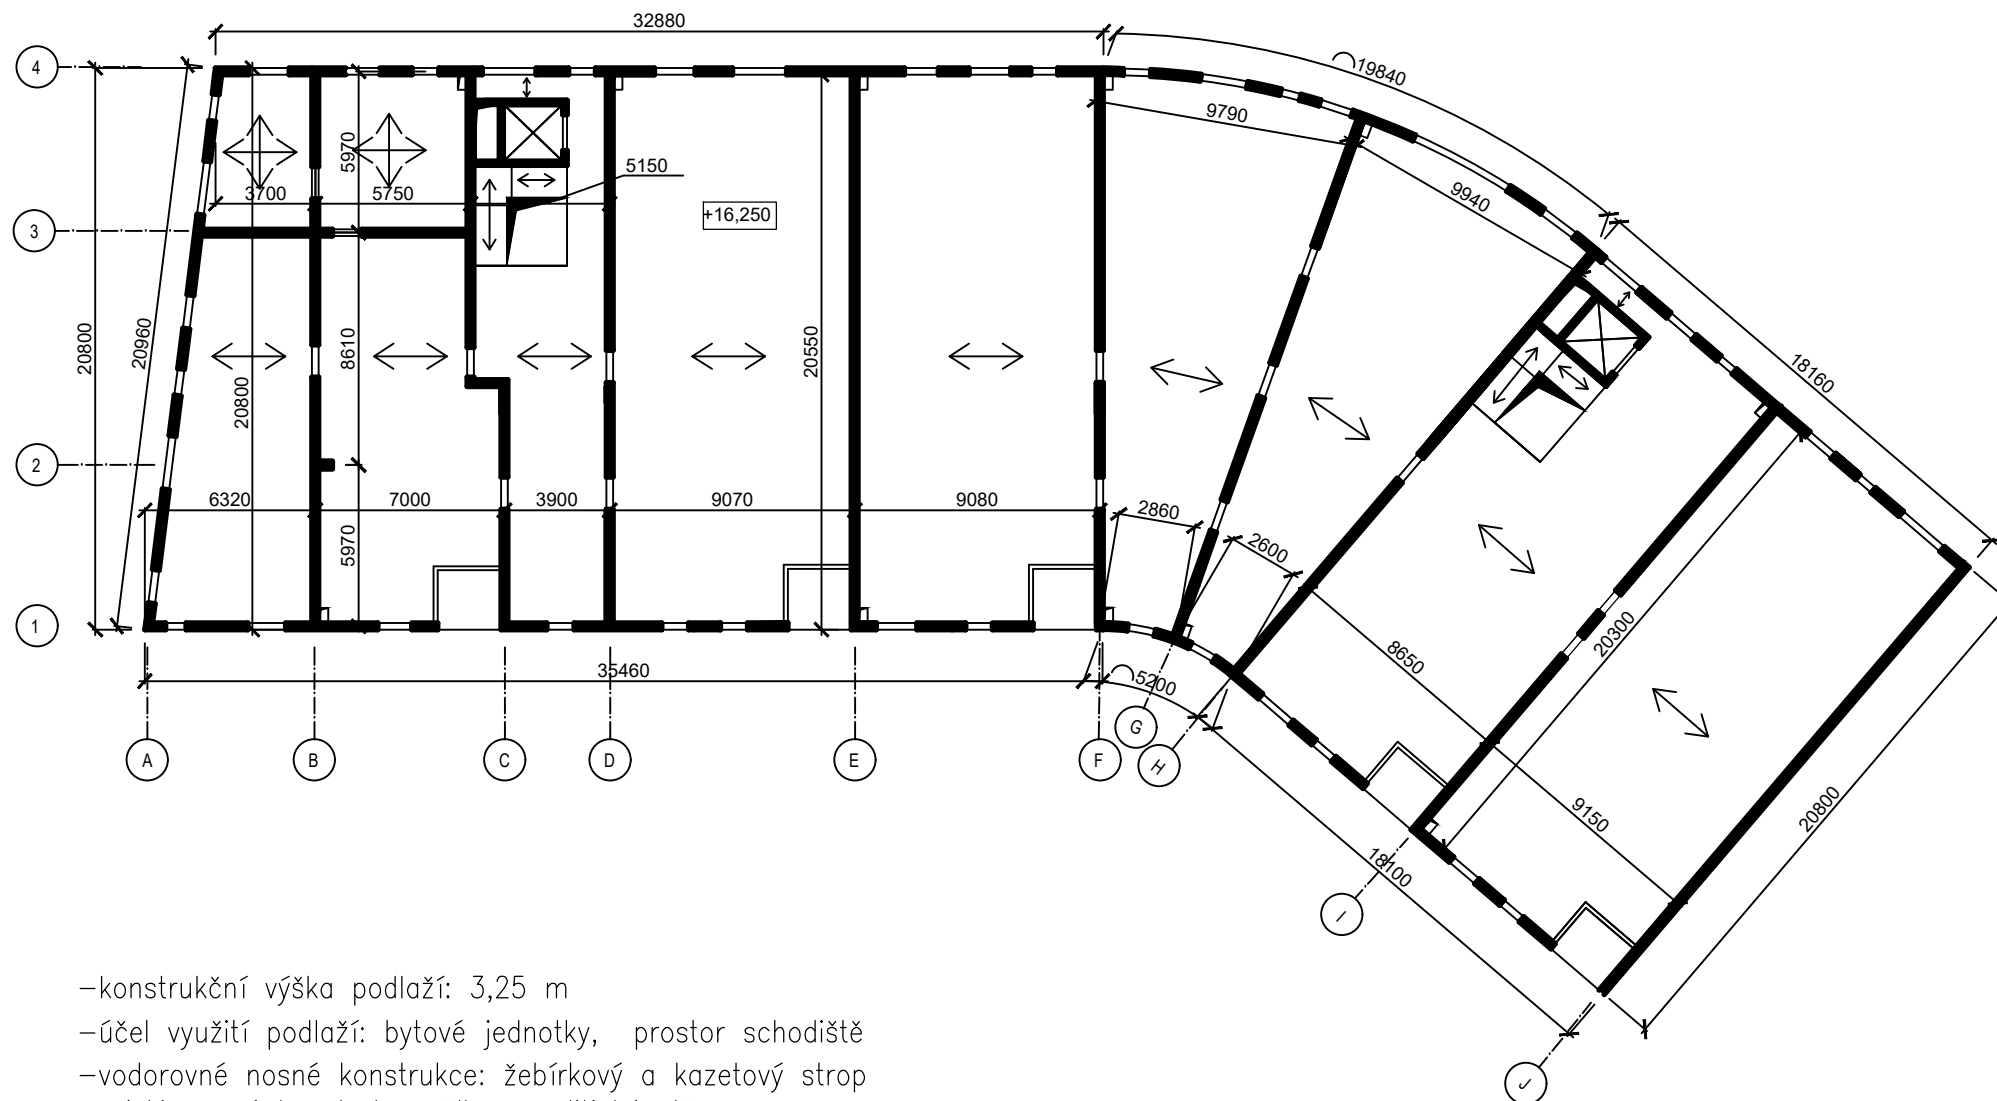 32880
4
19840
9790
5970
5150
3700
5750
9940
+16,250
3
20800
20960
20800
8610
20550
18160
2
6320
7000
3900
9070
9080
2860
2600
5970
20300
1
8650
35460
5200
G
A
B
C
D
E
F
H
9150
20800
18100
I
J
–konstrukční výška podlaží: 3,25 m
–účel využití podlaží: bytové jednotky, prostor schodiště
–vodorovné nosné konstrukce: žebírkový a kazetový strop